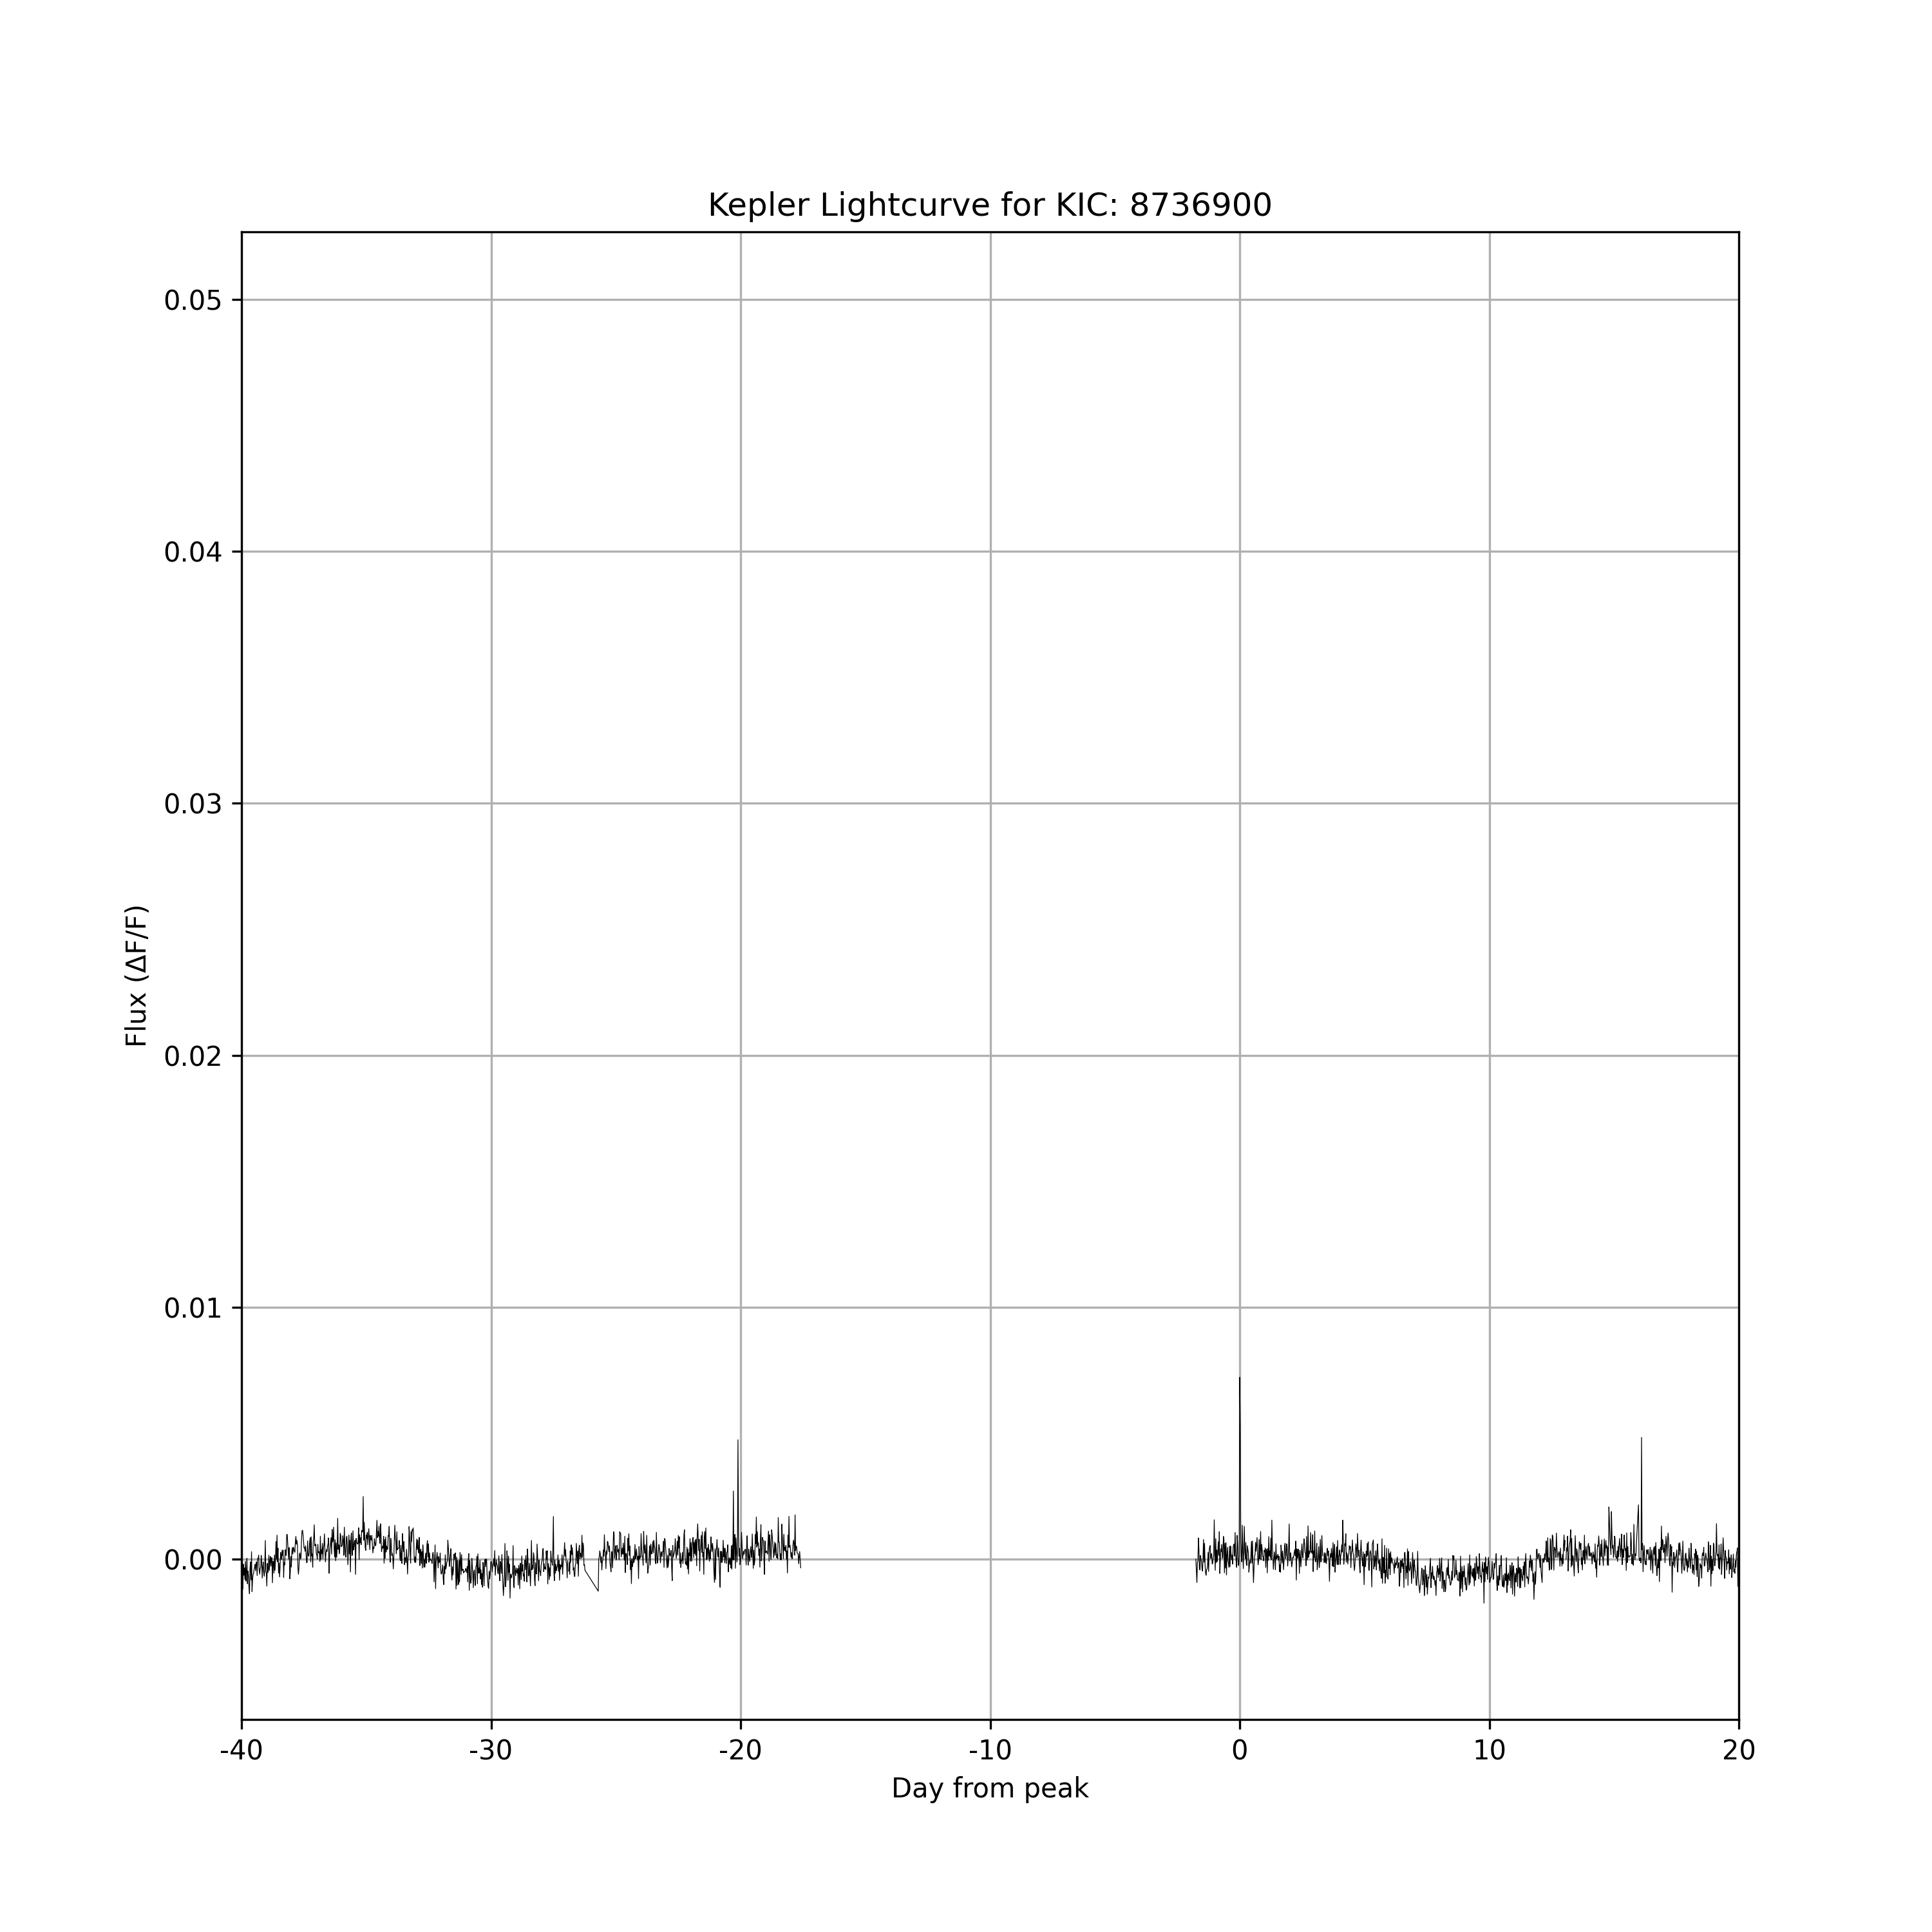 Kepler Lightcurve for KIC: 8736900
0.05
0.04
0.03
0.02
0.01
0.00
Flux (ΔF/F)
-40 -30 -20 -10 0 10 20
Day from peak